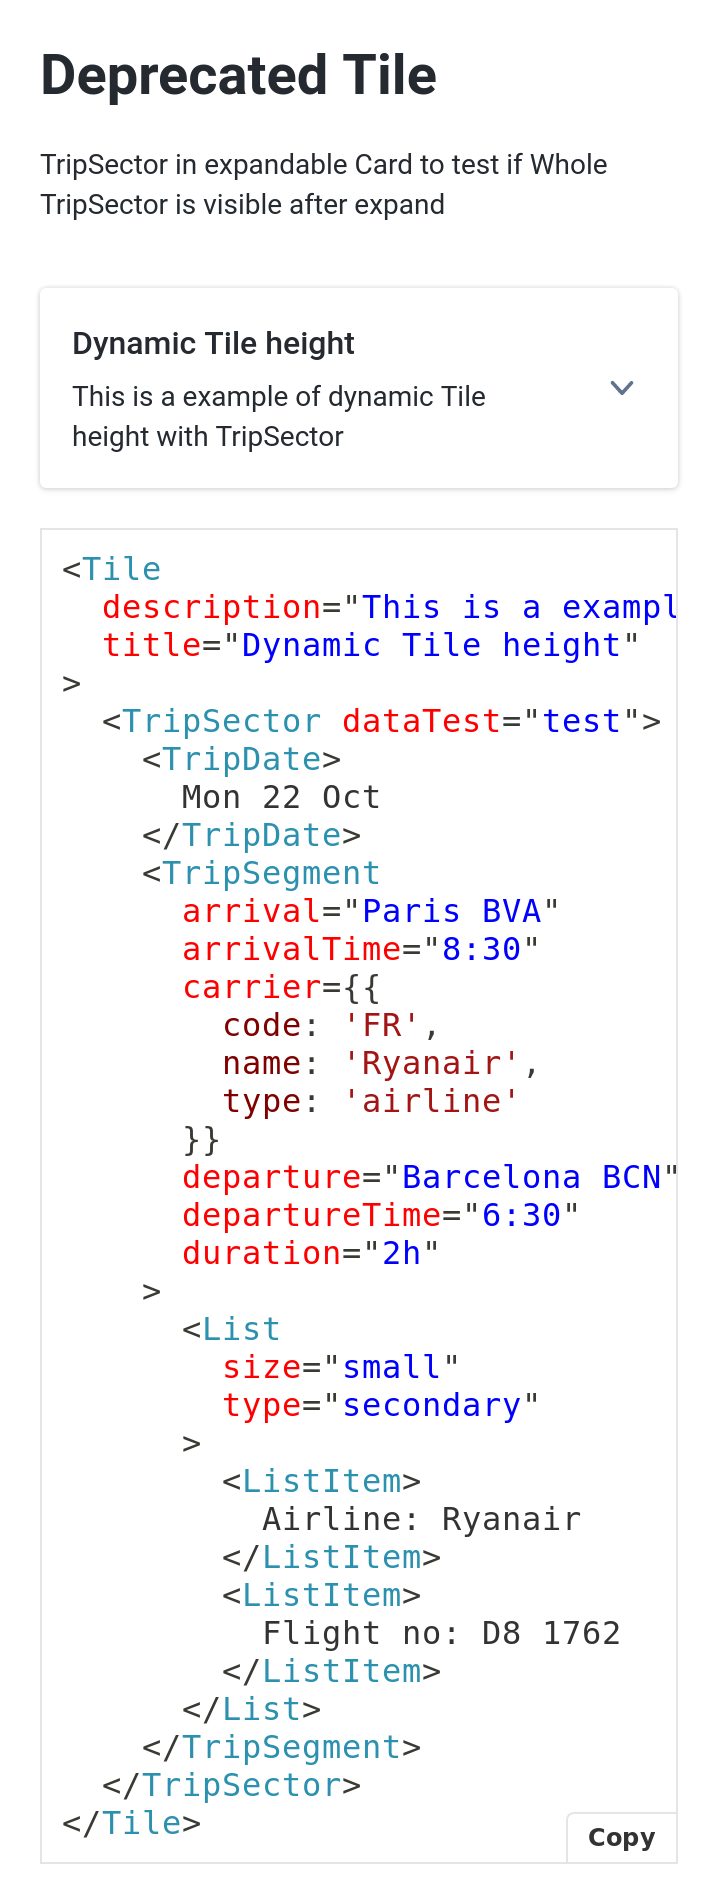 Deprecated Tile
TripSector in expandable Card to test if Whole
TripSector is visible after expand
Dynamic Tile height
This is a example of dynamic Tile
height with TripSector
<Tile
  description="This is a exampl
  title="Dynamic Tile height"
>
  <TripSector dataTest="test">
    <TripDate>
      Mon 22 Oct
    </TripDate>
    <TripSegment
      arrival="Paris BVA"
      arrivalTime="8:30"
      carrier={{
        code: 'FR',
        name: 'Ryanair',
        type: 'airline'
      }}
      departure="Barcelona BCN"
      departureTime="6:30"
      duration="2h"
    >
      <List
        size="small"
        type="secondary"
      >
        <ListItem>
          Airline: Ryanair
        </ListItem>
        <ListItem>
          Flight no: D8 1762
        </ListItem>
      </List>
    </TripSegment>
  </TripSector>
</Tile>
Copy